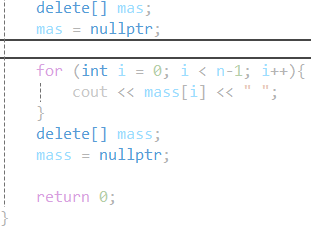 delete[] mas;
mas = nullptr;
for (int i = 0; i < n-1; i++){
cout << mass[i] << " ";
}
delete[] mass;
mass = nullptr;
return 0;
}